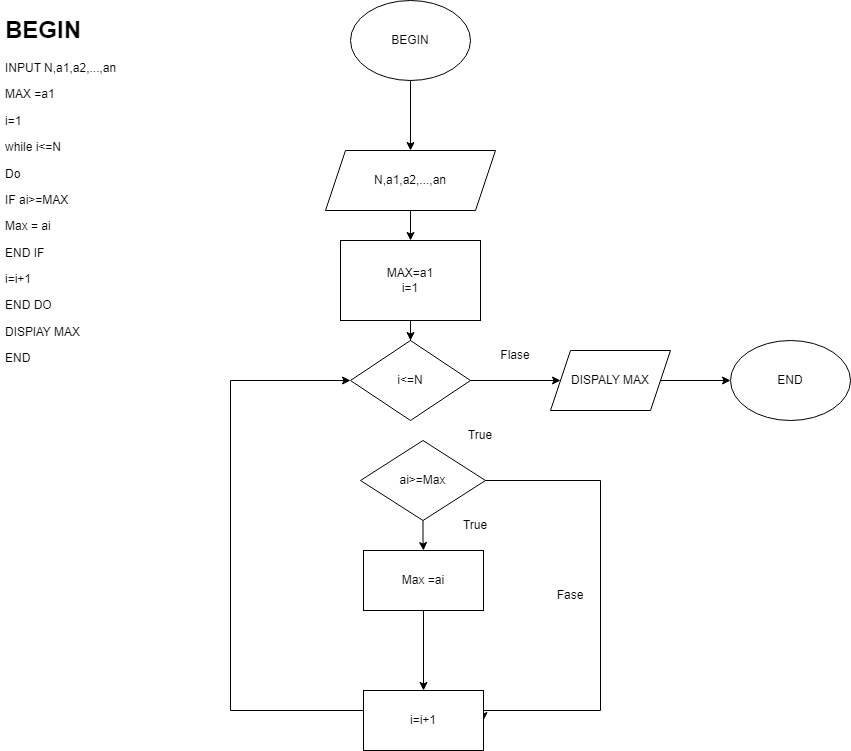 BEGIN
INPUT N,a1,a2,...,an
MAX =a1
i=1
while i<=N
Do
IF ai>=MAX
Max = ai
END IF
i=i+1
END DO
DISPIAY MAX
END
BEGIN
N,a1,a2,...,an
MAX=a1
i=1
i<=N
Flase
DISPALY MAX
END
True
ai>=Max
True
Max =ai
Fase
i=i+1